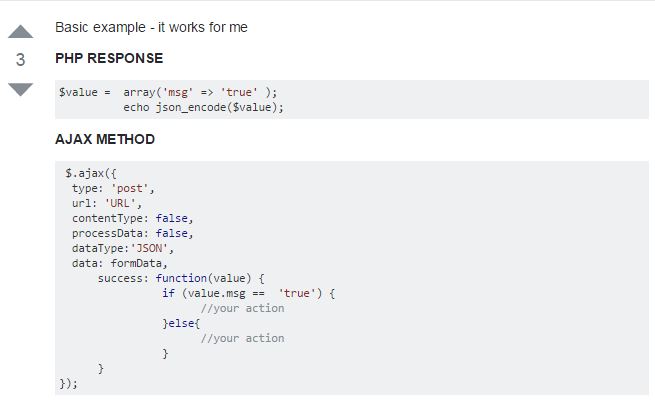 Basic example - it works for me
3
PHP RESPONSE
$value =  array('msg' => 'true' );
echo json_encode($value);
AJAX METHOD
$.ajax({
type: 'post',
url: 'URL',
contentType: false,
processData: false,
dataType:'JSON',
data: formData,
success: function(value) {
if (value.msg ==  'true') {
//your action
}else{
//your action
}
}
});